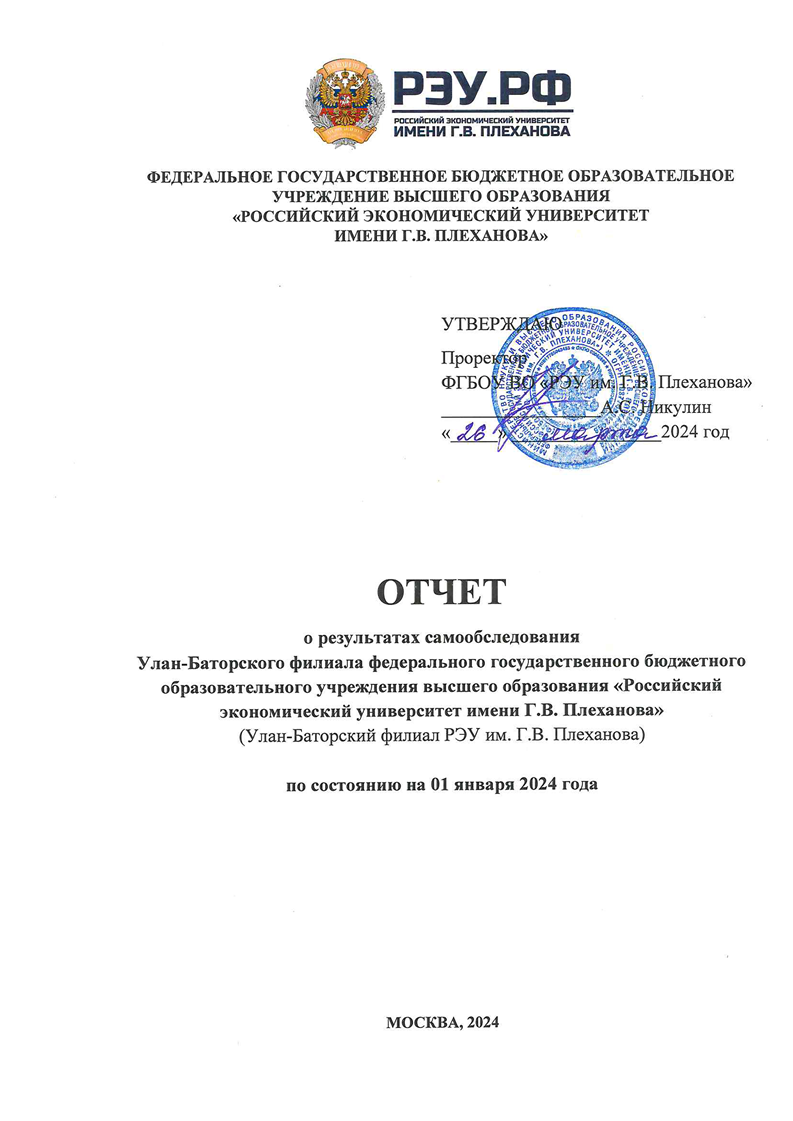 РЭУ.РФ
РОССИЙСКИЙ ЭКОНОМИЧЕСКИЙ УНИВЕРСИТЕТ
ИМЕНИ Г.В. ПЛЕХАНОВА
ФЕДЕРАЛЬНОЕ ГОСУДАРСТВЕННОЕ БЮДЖЕТНОЕ ОБРАЗОВАТЕЛЬНОЕ
УЧРЕЖДЕНИЕ ВЫСШЕГО ОБРАЗОВАНИЯ
«РОССИЙСКИЙ ЭКОНОМИЧЕСКИЙ УНИВЕРСИТЕТ
ИМЕНИ Г.В. ПЛЕХАНОВА»
УТВЕРЖДАЮ
Проректор
ФГБОУ ВО «РЭУ им. Г.В. Плеханова»
А.С. Никулин
« 26 » марта 2024 год
ОТЧЕТ
о результатах самообследования
Улан-Баторского филиала федерального государственного бюджетного
образовательного учреждения высшего образования «Российский
экономический университет имени Г.В. Плеханова»
(Улан-Баторский филиал РЭУ им. Г.В. Плеханова)
по состоянию на 01 января 2024 года
МОСКВА, 2024